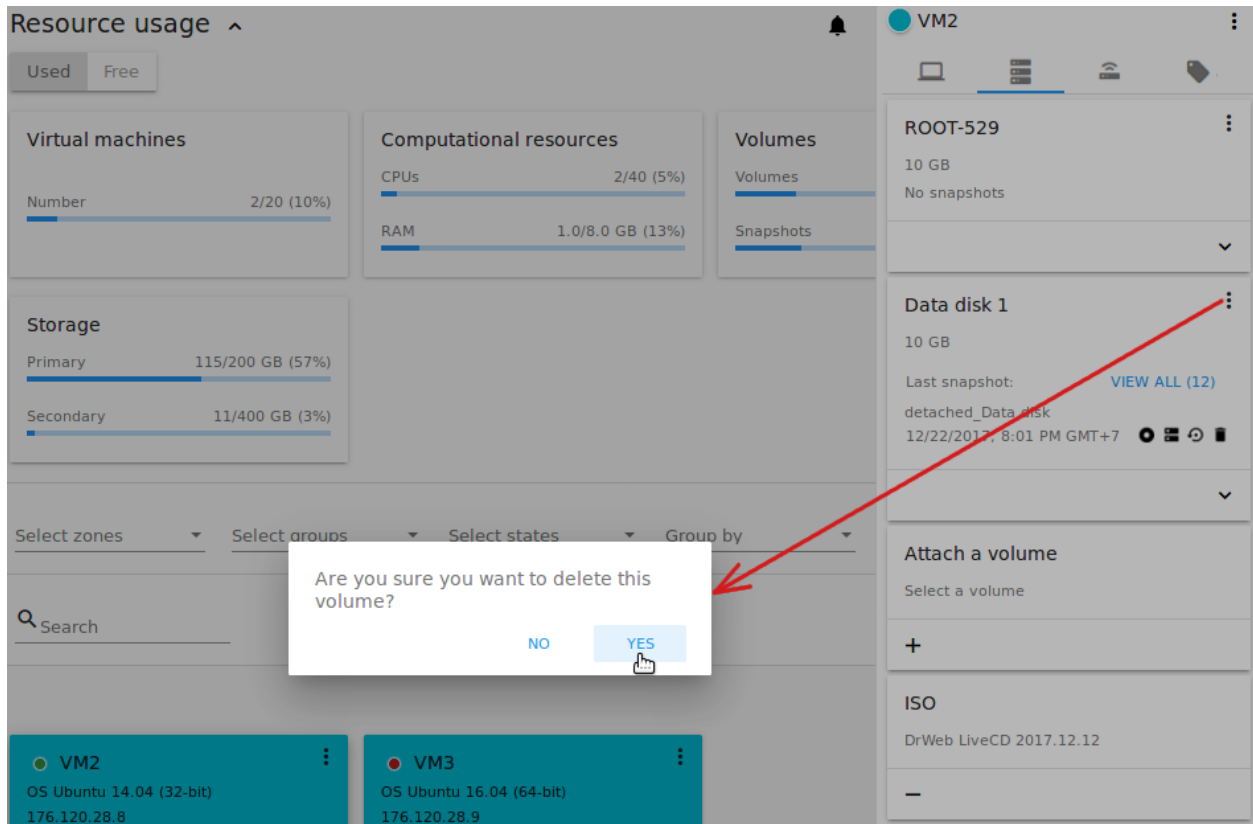 Resource usage
Used Free
Virtual machines
Number 2/20 (10%)
Computational resources
CPUs 2/40 (5%)
RAM 1.0/8.0 GB (13%)
Volumes
Volumes
Snapshots
Storage
Primary 115/200 GB (57%)
Secondary 11/400 GB (3%)
Select zones Select groups Select states Group by
Search
Are you sure you want to delete this
volume?
NO YES
VM2
OS Ubuntu 14.04 (32-bit)
176.120.28.8
VM3
OS Ubuntu 16.04 (64-bit)
176.120.28.9
VM2
ROOT-529
10 GB
No snapshots
Data disk 1
10 GB
Last snapshot: VIEW ALL (12)
detached_Data disk
12/22/2017, 8:01 PM GMT+7
Attach a volume
Select a volume
+
ISO
DrWeb LiveCD 2017.12.12